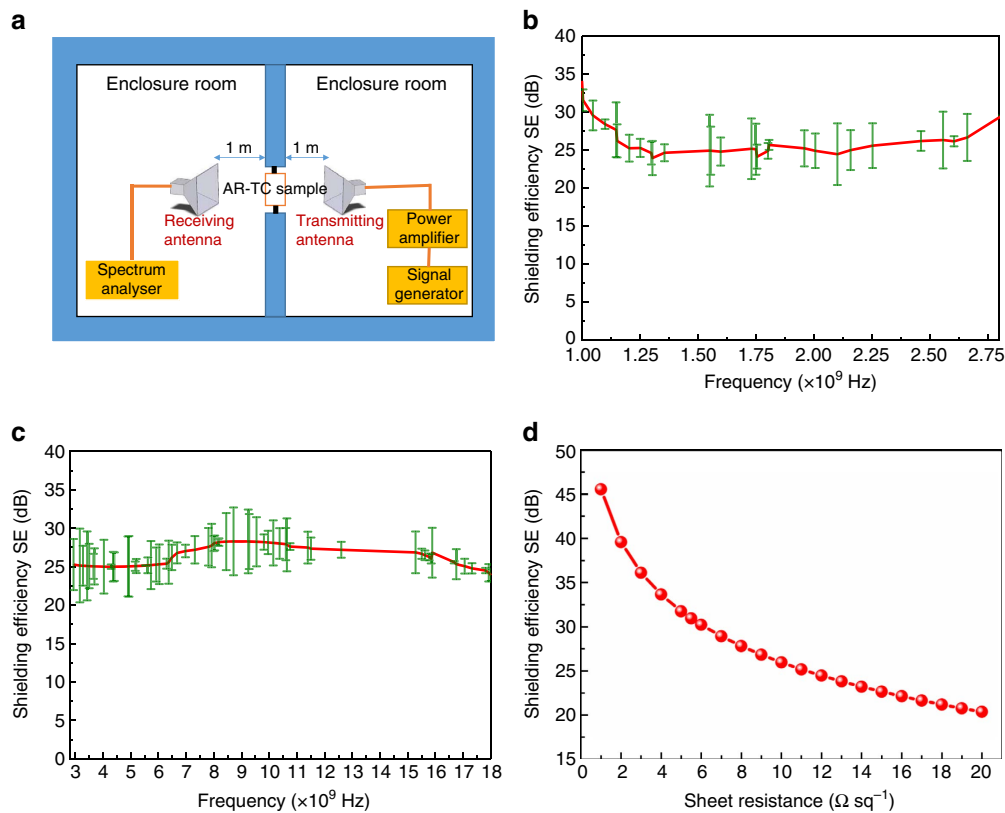 a
Enclosure room
Enclosure room
1 m
1 m
AR-TC sample
Receiving
antenna
Transmitting
antenna
Power
amplifier
Spectrum
analyser
Signal
generator
b
Shielding efficiency SE (dB)
40
35
30
25
20
15
10
5
0
1.00 1.25 1.50 1.75 2.00 2.25 2.50 2.75
Frequency (×10⁹ Hz)
c
Shielding efficiency SE (dB)
40
35
30
25
20
15
10
5
0
3 4 5 6 7 8 9 10 11 12 13 14 15 16 17 18
Frequency (×10⁹ Hz)
d
Shielding efficiency SE (dB)
50
45
40
35
30
25
20
15
0 2 4 6 8 10 12 14 16 18 20
Sheet resistance (Ω sq⁻¹)